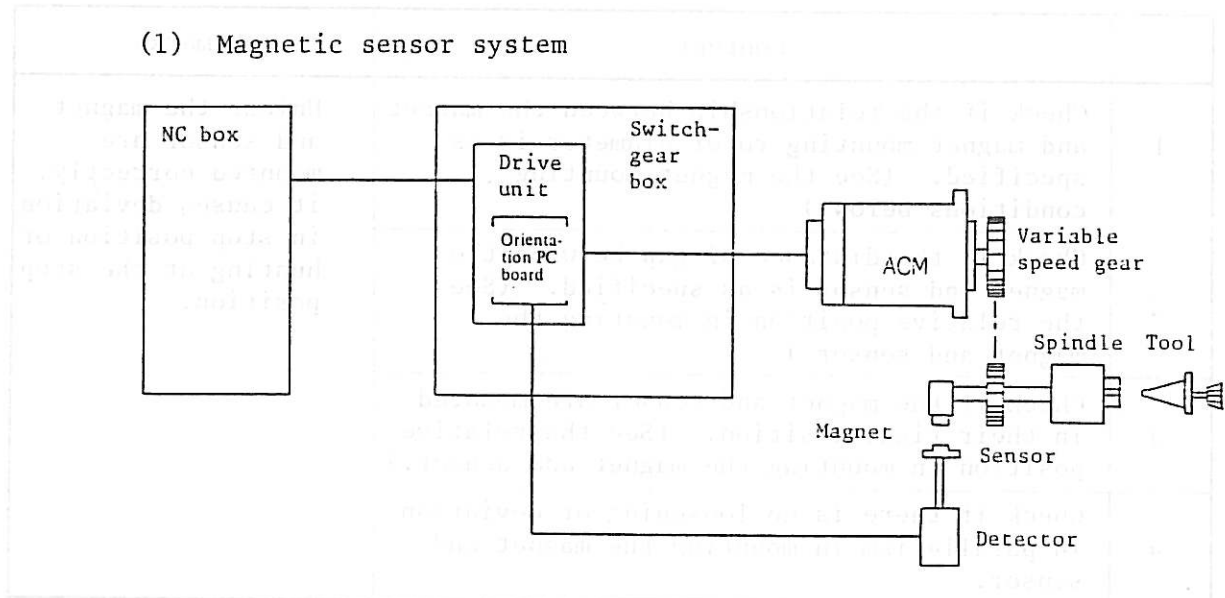 (1) Magnetic sensor system
NC box
Switch-
gear
box
Drive
unit
Orienta-
tion PC
board
ACM
Variable
speed gear
Spindle Tool
Magnet
Sensor
Detector